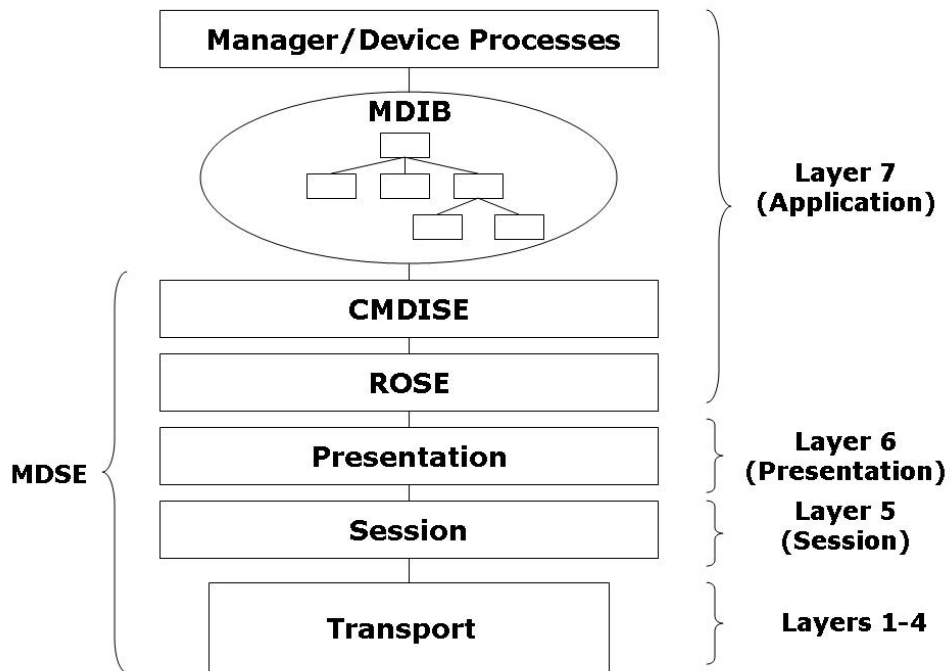 Manager/Device Processes
MDIB
Layer 7
(Application)
CMDISE
ROSE
MDSE
Presentation
Layer 6
(Presentation)
Session
Layer 5
(Session)
Transport
Layers 1-4